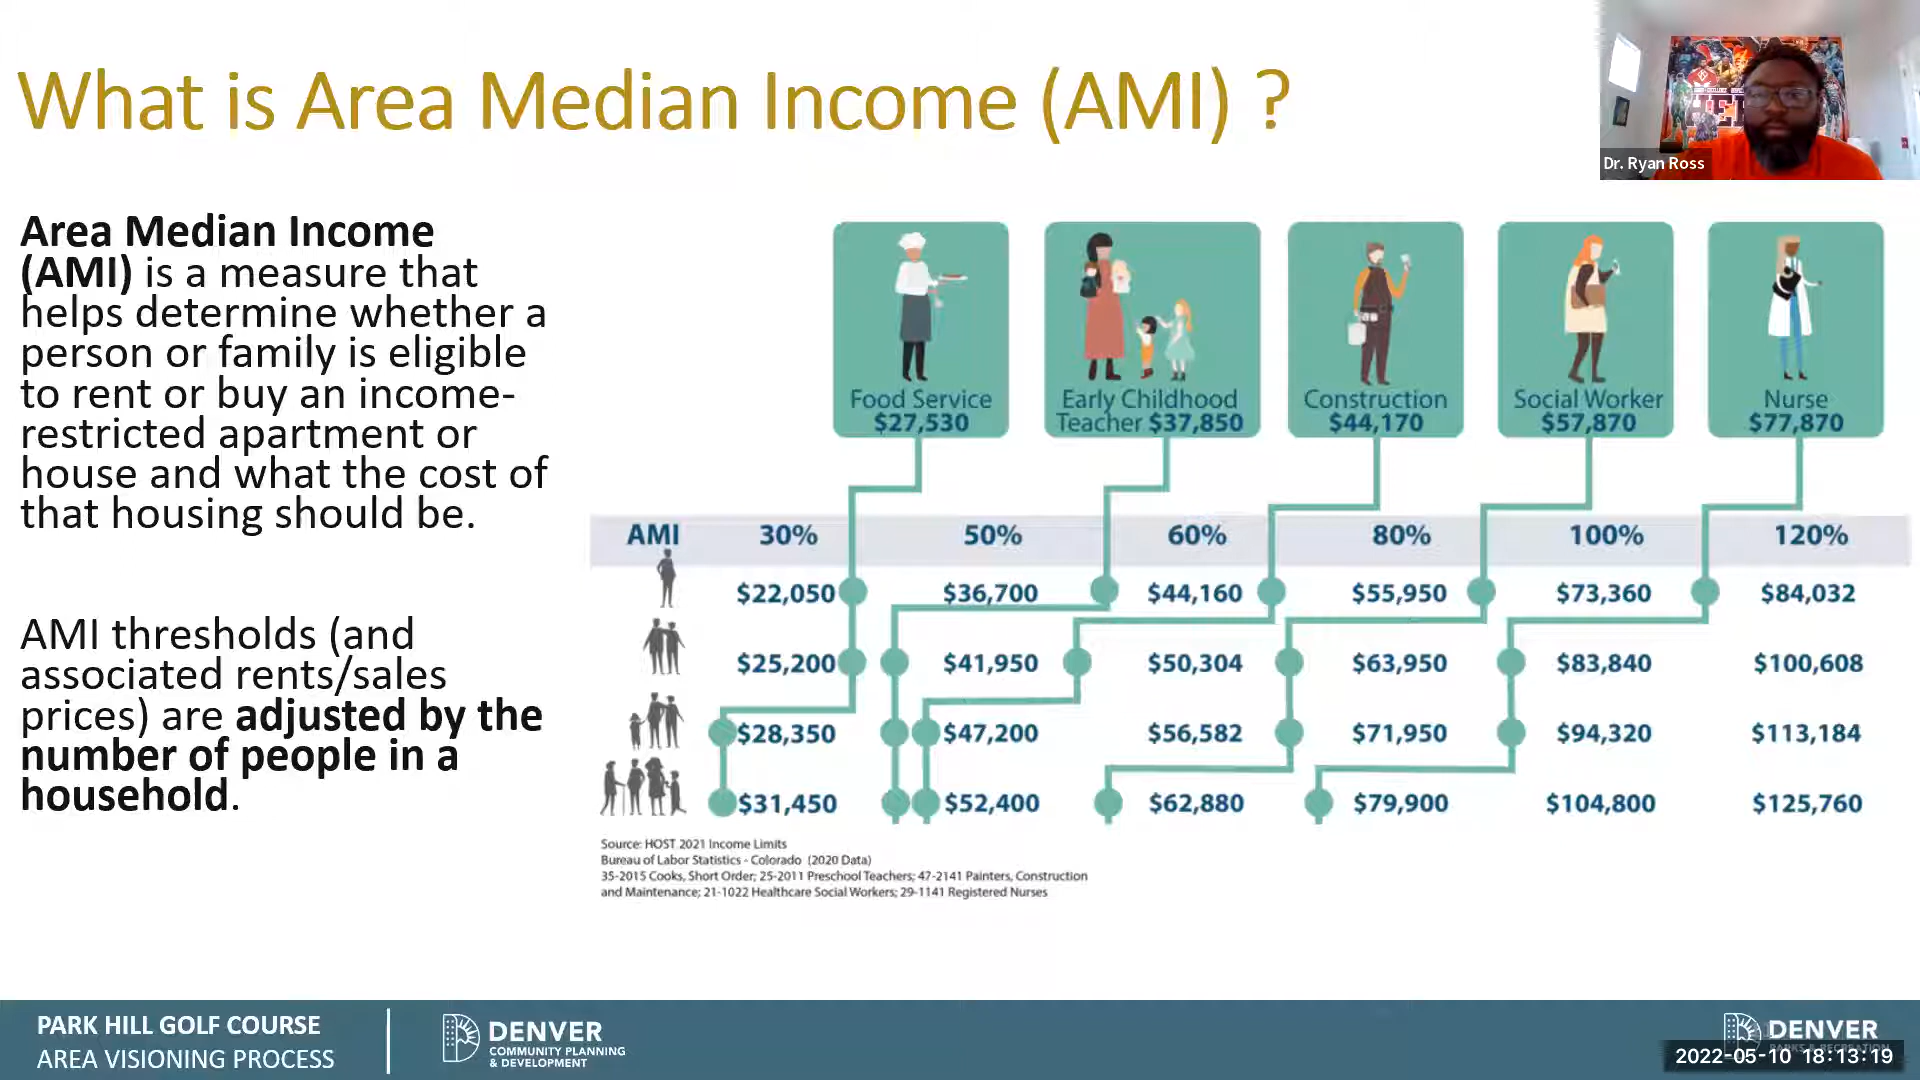 What is Area Median Income (AMI) ?
Dr. Ryan Ross
Area Median Income
(AMI) is a measure that
helps determine whether a
person or family is eligible
to rent or buy an income-
restricted apartment or
house and what the cost of
that housing should be.
AMI thresholds (and
associated rents/sales
prices) are adjusted by the
number of people in a
household.
Food Service
$27,530
Early Childhood
Teacher $37,850
Construction
$44,170
Social Worker
$57,870
Nurse
$77,870
AMI 30% 50% 60% 80% 100% 120%
$22,050 $36,700 $44,160 $55,950 $73,360 $84,032
$25,200 $41,950 $50,304 $63,950 $83,840 $100,608
$28,350 $47,200 $56,582 $71,950 $94,320 $113,184
$31,450 $52,400 $62,880 $79,900 $104,800 $125,760
Source: HOST 2021 Income Limits
Bureau of Labor Statistics - Colorado (2020 Data)
35-2015 Cooks, Short Order; 25-2011 Preschool Teachers; 47-2141 Painters, Construction
and Maintenance; 21-1022 Healthcare Social Workers; 29-1141 Registered Nurses
PARK HILL GOLF COURSE
AREA VISIONING PROCESS
DENVER
COMMUNITY PLANNING
& DEVELOPMENT
DENVER
PARKS & RECREATION
2022-05-10 18:13:19